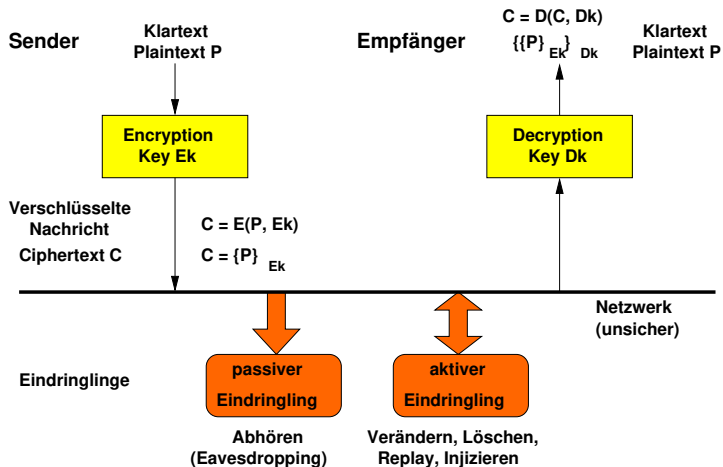 Sender
Klartext
Plaintext P
Empfänger
C = D(C, Dk)
{{P} Ek} Dk
Klartext
Plaintext P
Encryption
Key Ek
Decryption
Key Dk
Verschlüsselte
Nachricht
Ciphertext C
C = E(P, Ek)
C = {P} Ek
Netzwerk
(unsicher)
Eindringlinge
passiver
Eindringling
aktiver
Eindringling
Abhören
(Eavesdropping)
Verändern, Löschen,
Replay, Injizieren